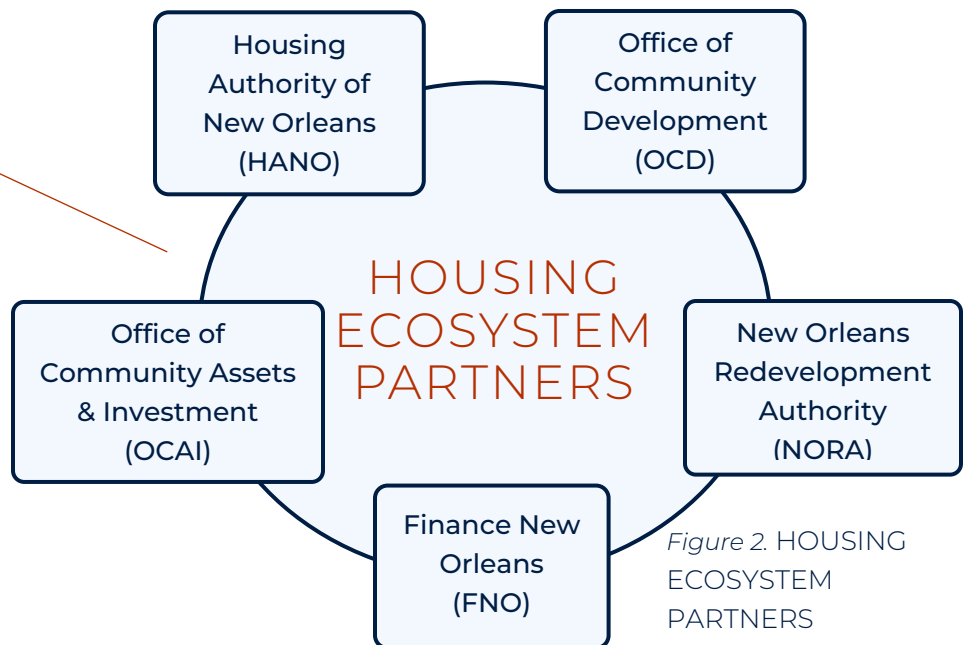 Housing
Authority of
New Orleans
(HANO)
Office of
Community
Development
(OCD)
HOUSING
ECOSYSTEM
PARTNERS
Office of
Community Assets
& Investment
(OCAI)
New Orleans
Redevelopment
Authority
(NORA)
Finance New
Orleans
(FNO)
Figure 2. HOUSING
ECOSYSTEM
PARTNERS